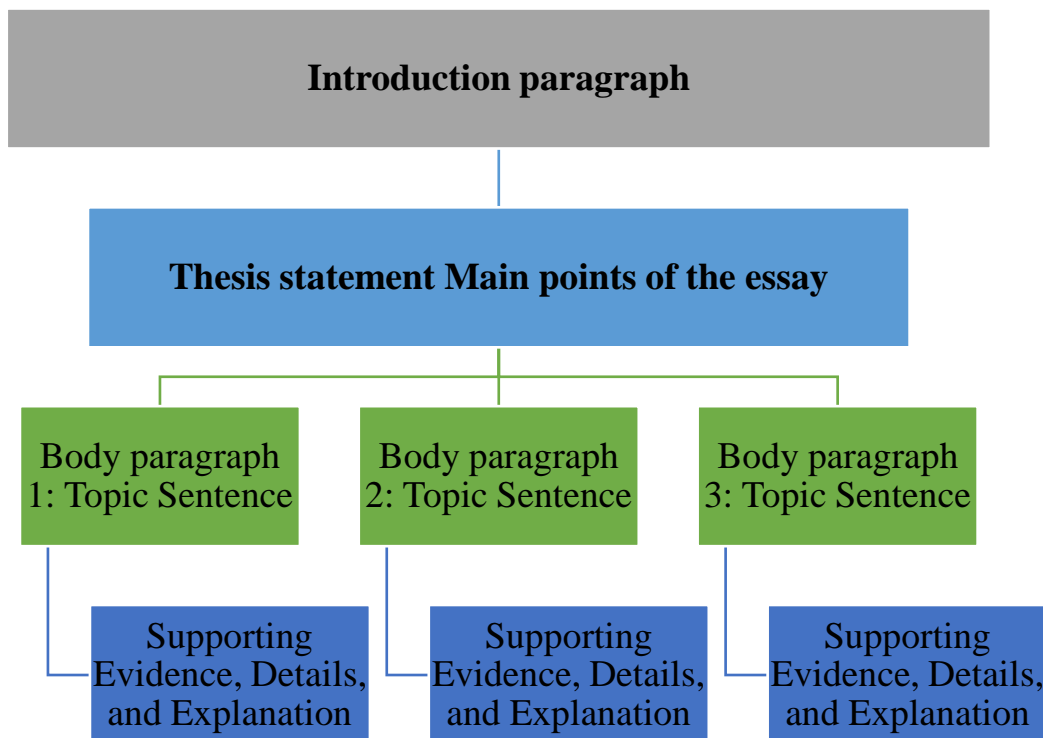 Introduction paragraph
Thesis statement Main points of the essay
Body paragraph
1: Topic Sentence
Body paragraph
2: Topic Sentence
Body paragraph
3: Topic Sentence
Supporting
Evidence, Details,
and Explanation
Supporting
Evidence, Details,
and Explanation
Supporting
Evidence, Details,
and Explanation